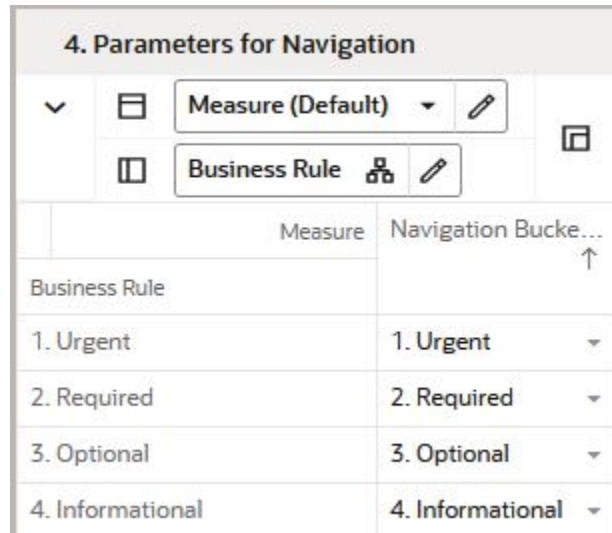 4. Parameters for Navigation
Measure (Default)
Business Rule
Measure
Navigation Bucke...
Business Rule
1. Urgent 1. Urgent
2. Required 2. Required
3. Optional 3. Optional
4. Informational 4. Informational